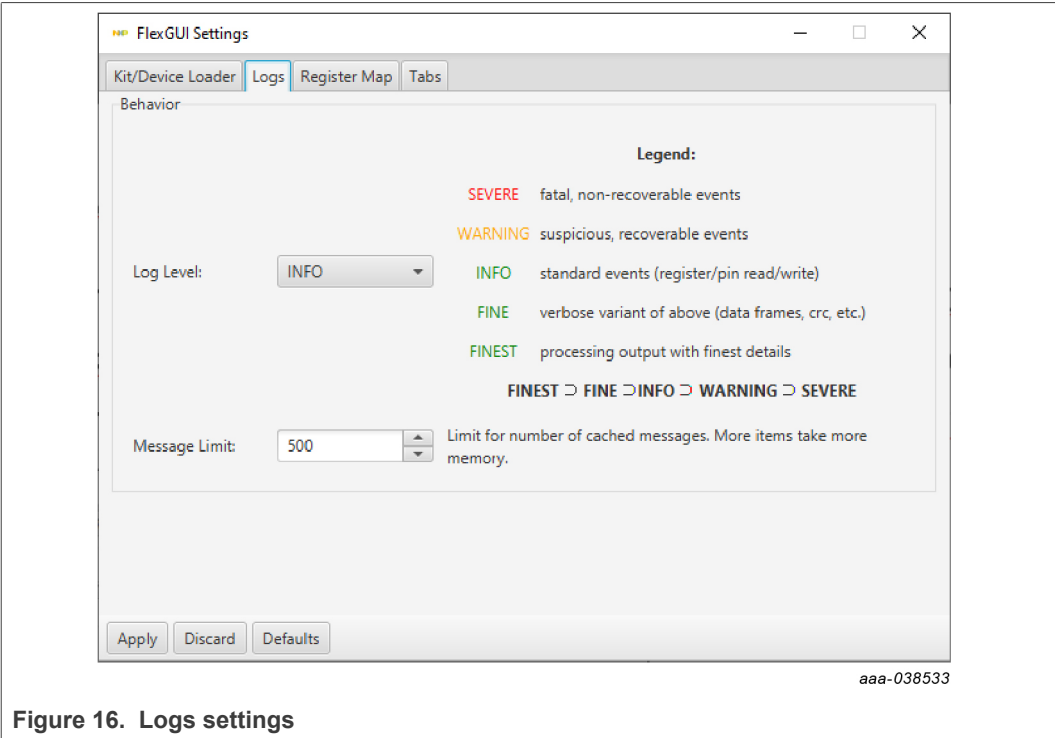 NXP FlexGUI Settings
Kit/Device Loader Logs Register Map Tabs
Behavior
Legend:
SEVERE fatal, non-recoverable events
WARNING suspicious, recoverable events
Log Level: INFO INFO standard events (register/pin read/write)
FINE verbose variant of above (data frames, crc, etc.)
FINEST processing output with finest details
FINEST ⊃ FINE ⊃INFO ⊃ WARNING ⊃ SEVERE
Message Limit: 500 Limit for number of cached messages. More items take more
memory.
Apply Discard Defaults
aaa-038533
Figure 16. Logs settings